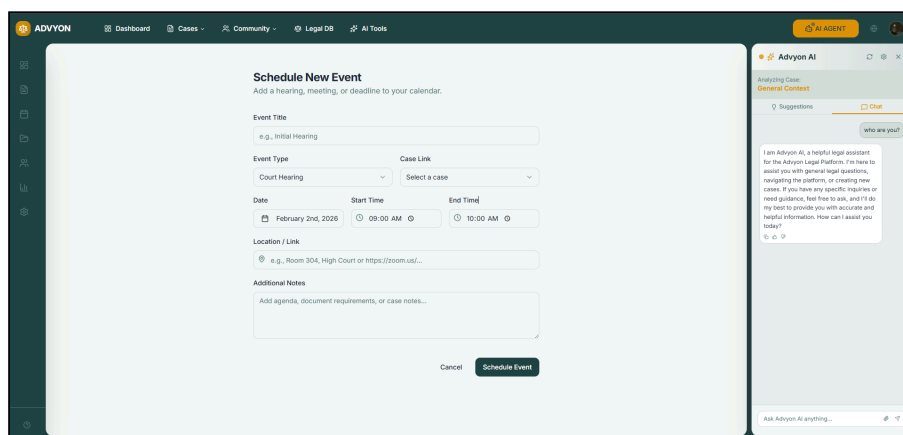 ADVYON
Dashboard
Cases
Community
Legal DB
AI Tools
AI AGENT
Schedule New Event
Add a hearing, meeting, or deadline to your calendar.
Event Title
e.g., Initial Hearing
Event Type
Case Link
Court Hearing
Select a case
Date
Start Time
End Time
February 2nd, 2026
09:00 AM
10:00 AM
Location / Link
e.g., Room 304, High Court or https://zoom.us/...
Additional Notes
Add agenda, document requirements, or case notes...
Cancel
Schedule Event
Advyon AI
Analyzing Case:
General Context
Suggestions
Chat
who are you?
I am Advyon AI, a helpful legal assistant
for the Advyon Legal Platform. I'm here to
assist you with general legal questions,
navigating the platform, or creating new
cases. If you have any specific inquiries or
need guidance, feel free to ask, and I'll do
my best to provide you with accurate and
helpful information. How can I assist you
today?
Ask Advyon AI anything...